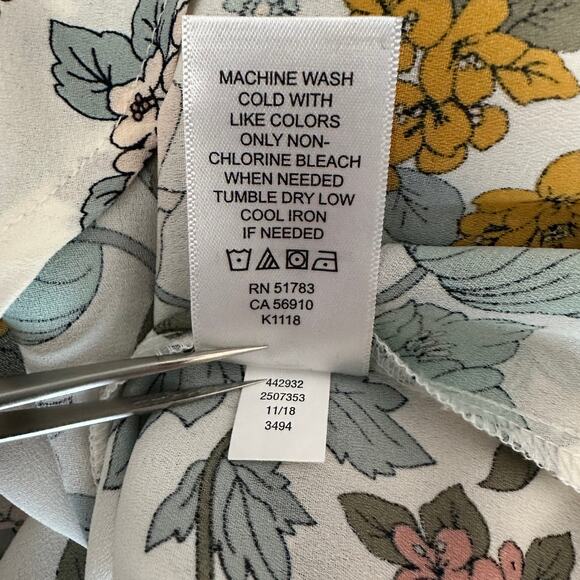 MACHINE WASH
COLD WITH
LIKE COLORS
ONLY NON-
CHLORINE BLEACH
WHEN NEEDED
TUMBLE DRY LOW
COOL IRON
IF NEEDED
RN 51783
CA 56910
K1118
442932
2507353
11/18
3494